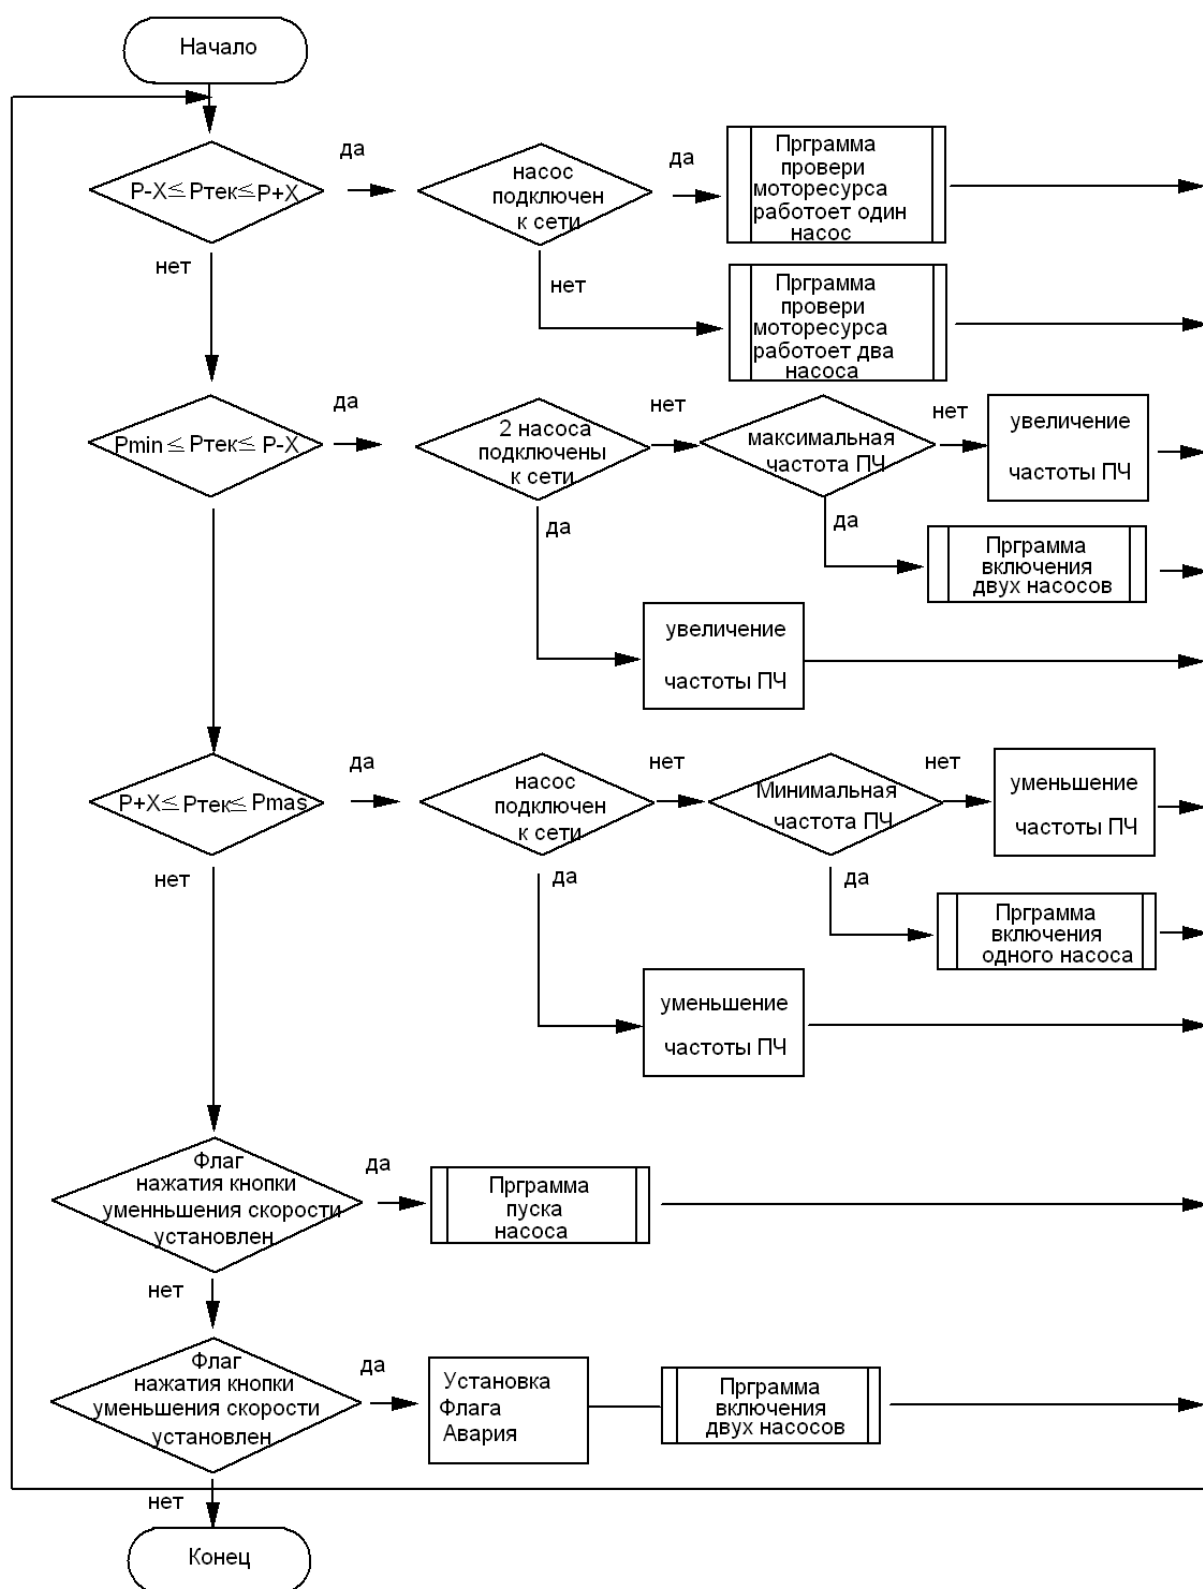 Начало
да
да
P-X≤ Pтек≤ P+X
насос
подключен
к сети
Прграмма
провери
моторесурса
работоет один
насос
нет
нет
Прграмма
провери
моторесурса
работоет два
насоса
да
нет
нет
Pmin ≤ Pтек≤ P-X
2 насоса
подключены
к сети
максимальная
частота ПЧ
увеличение
частоты ПЧ
да
да
Прграмма
включения
двух насосов
увеличение
частоты ПЧ
да
нет
нет
P+X≤ Pтек≤ Pmas
насос
подключен
к сети
Минимальная
частота ПЧ
уменьшение
частоты ПЧ
нет
да
да
Прграмма
включения
одного насоса
уменьшение
частоты ПЧ
Флаг
нажатия кнопки
уменньшения скорости
установлен
да
Прграмма
пуска
насоса
нет
Флаг
нажатия кнопки
уменьшения скорости
установлен
да
Установка
Флага
Авария
Прграмма
включения
двух насосов
нет
Конец